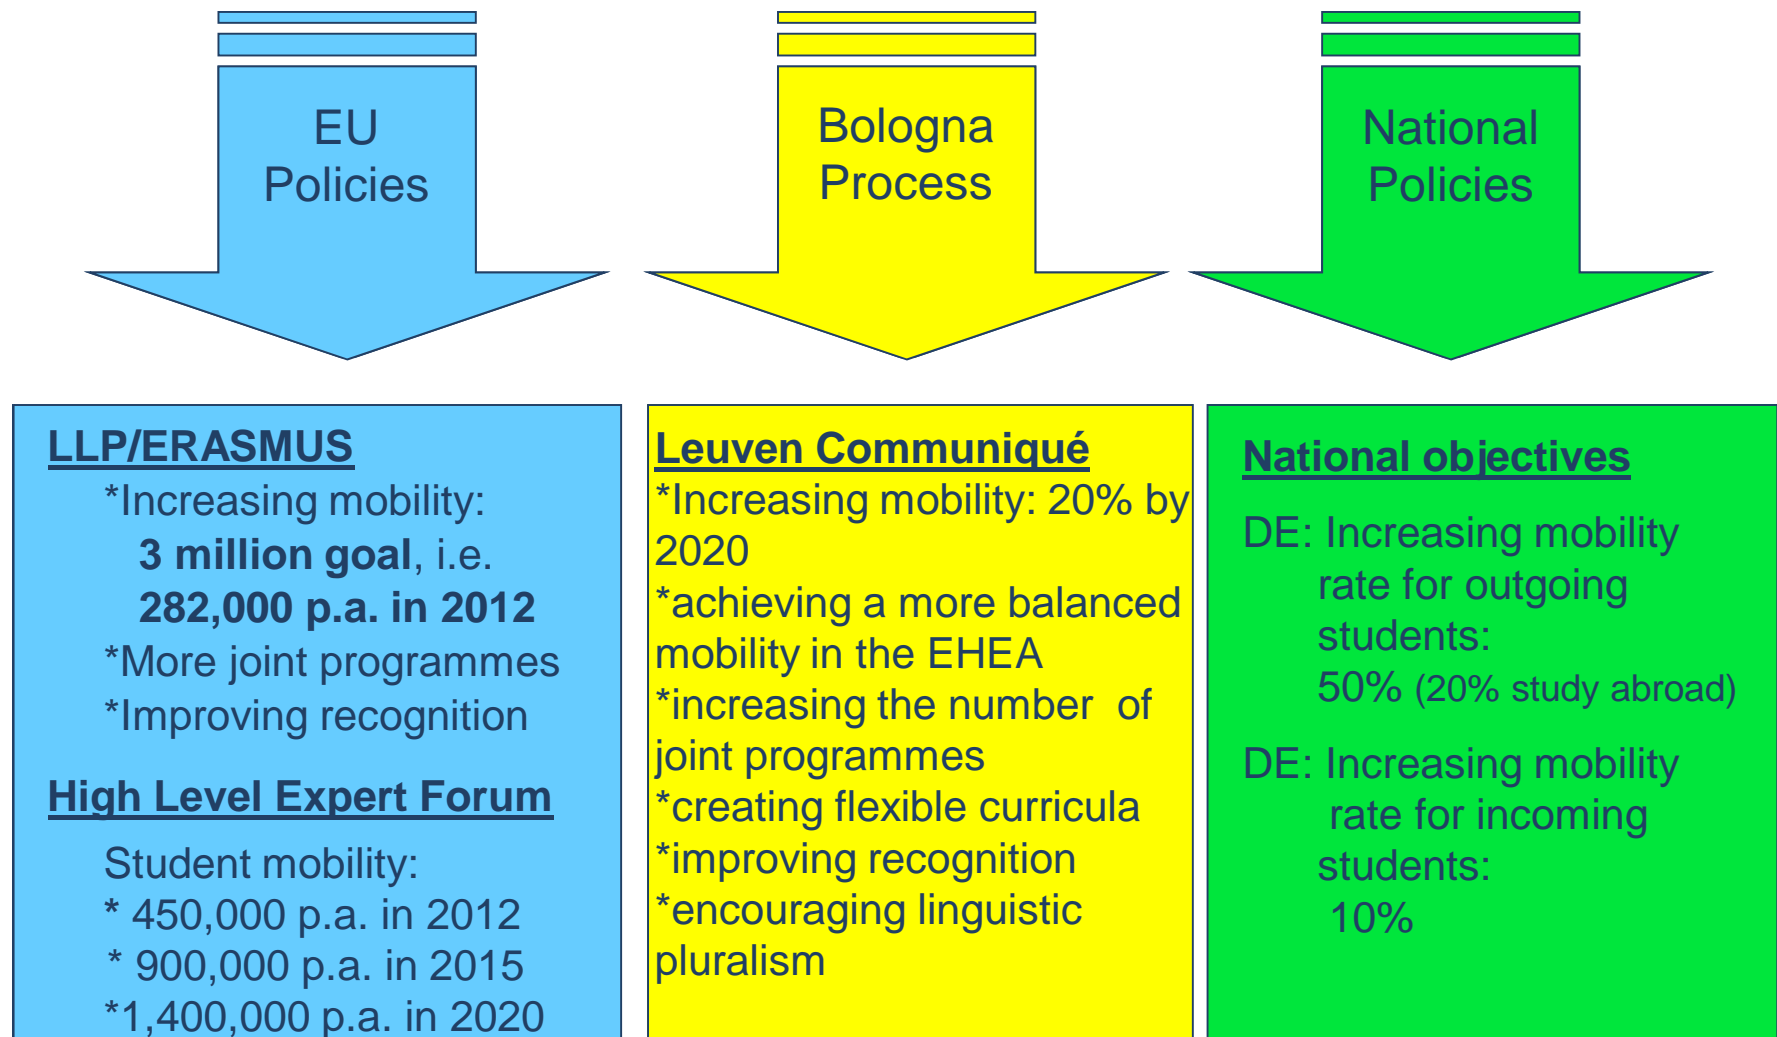 EU
Policies
Bologna
Process
National
Policies
LLP/ERASMUS
*Increasing mobility:
3 million goal, i.e.
282,000 p.a. in 2012
*More joint programmes
*Improving recognition
High Level Expert Forum
Student mobility:
* 450,000 p.a. in 2012
* 900,000 p.a. in 2015
*1,400,000 p.a. in 2020
Leuven Communiqué
*Increasing mobility: 20% by
2020
*achieving a more balanced
mobility in the EHEA
*increasing the number of
joint programmes
*creating flexible curricula
*improving recognition
*encouraging linguistic
pluralism
National objectives
DE: Increasing mobility
rate for outgoing
students:
50% (20% study abroad)
DE: Increasing mobility
rate for incoming
students:
10%